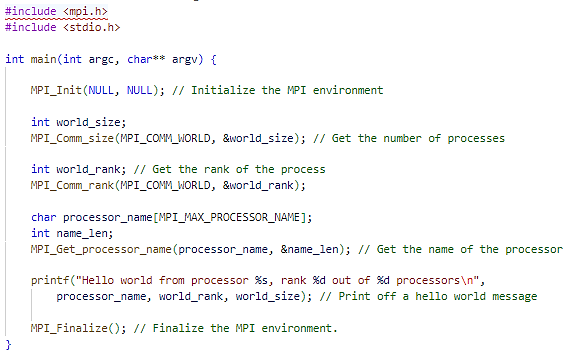 #include <mpi.h>
#include <stdio.h>
int main(int argc, char** argv) {
MPI_Init(NULL, NULL); // Initialize the MPI environment
int world_size;
MPI_Comm_size(MPI_COMM_WORLD, &world_size); // Get the number of processes
int world_rank; // Get the rank of the process
MPI_Comm_rank(MPI_COMM_WORLD, &world_rank);
char processor_name[MPI_MAX_PROCESSOR_NAME];
int name_len;
MPI_Get_processor_name(processor_name, &name_len); // Get the name of the processor
printf("Hello world from processor %s, rank %d out of %d processors\n",
processor_name, world_rank, world_size); // Print off a hello world message
MPI_Finalize(); // Finalize the MPI environment.
}